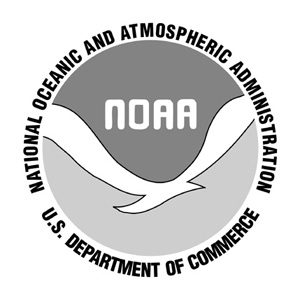 NATIONAL OCEANIC AND ATMOSPHERIC ADMINISTRATION
NOAA
U.S. DEPARTMENT OF COMMERCE